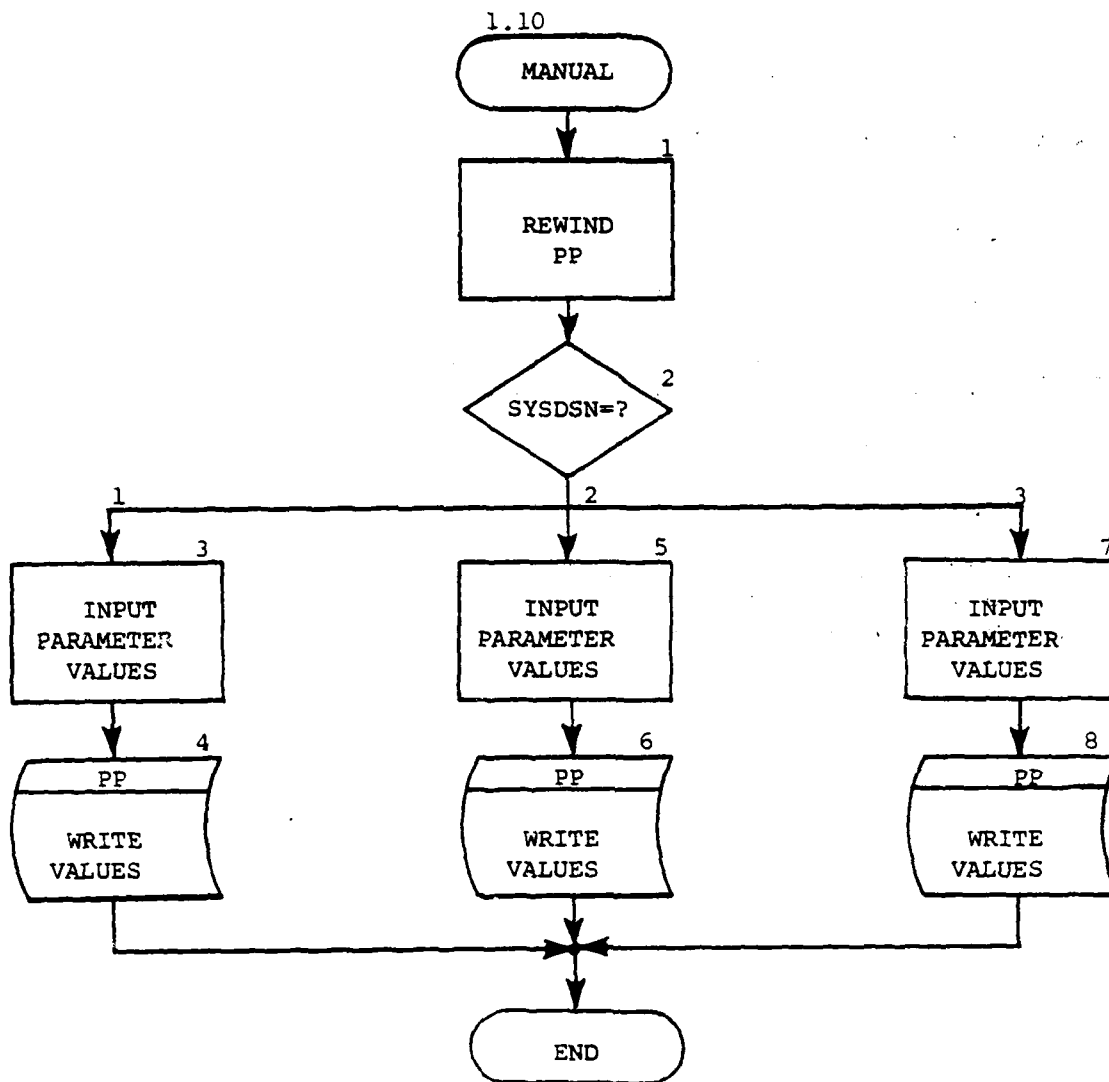 1.10
MANUAL
1
REWIND
PP
2
SYSDSN=?
1
2
3
3
INPUT
PARAMETER
VALUES
5
INPUT
PARAMETER
VALUES
7
INPUT
PARAMETER
VALUES
4
PP
WRITE
VALUES
6
PP
WRITE
VALUES
8
PP
WRITE
VALUES
END